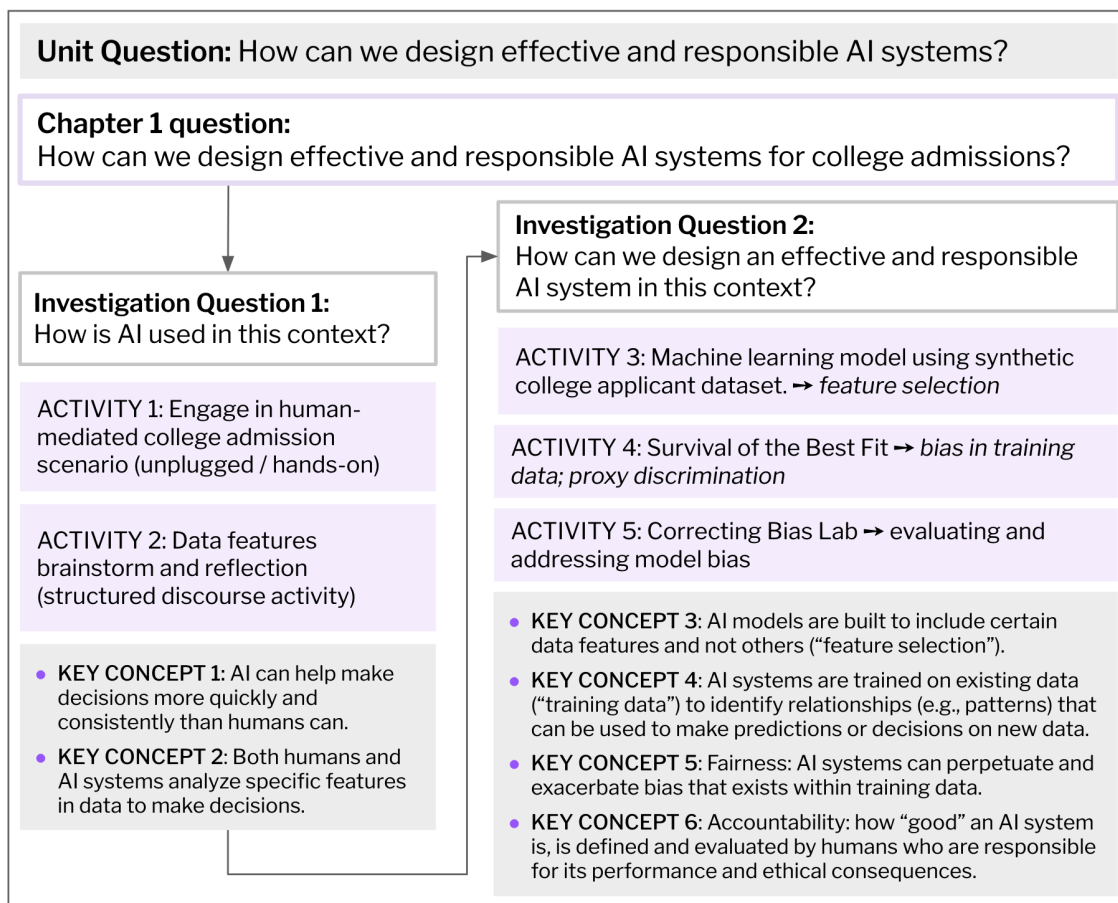 Unit Question: How can we design effective and responsible AI systems?
Chapter 1 question:
How can we design effective and responsible AI systems for college admissions?
Investigation Question 1:
How is AI used in this context?
ACTIVITY 1: Engage in human-
mediated college admission
scenario (unplugged / hands-on)
ACTIVITY 2: Data features
brainstorm and reflection
(structured discourse activity)
• KEY CONCEPT 1: AI can help make
decisions more quickly and
consistently than humans can.
• KEY CONCEPT 2: Both humans and
AI systems analyze specific features
in data to make decisions.
Investigation Question 2:
How can we design an effective and responsible
AI system in this context?
ACTIVITY 3: Machine learning model using synthetic
college applicant dataset. → feature selection
ACTIVITY 4: Survival of the Best Fit → bias in training
data; proxy discrimination
ACTIVITY 5: Correcting Bias Lab → evaluating and
addressing model bias
• KEY CONCEPT 3: AI models are built to include certain
data features and not others (“feature selection”).
• KEY CONCEPT 4: AI systems are trained on existing data
(“training data”) to identify relationships (e.g., patterns) that
can be used to make predictions or decisions on new data.
• KEY CONCEPT 5: Fairness: AI systems can perpetuate and
exacerbate bias that exists within training data.
• KEY CONCEPT 6: Accountability: how “good” an AI system
is, is defined and evaluated by humans who are responsible
for its performance and ethical consequences.